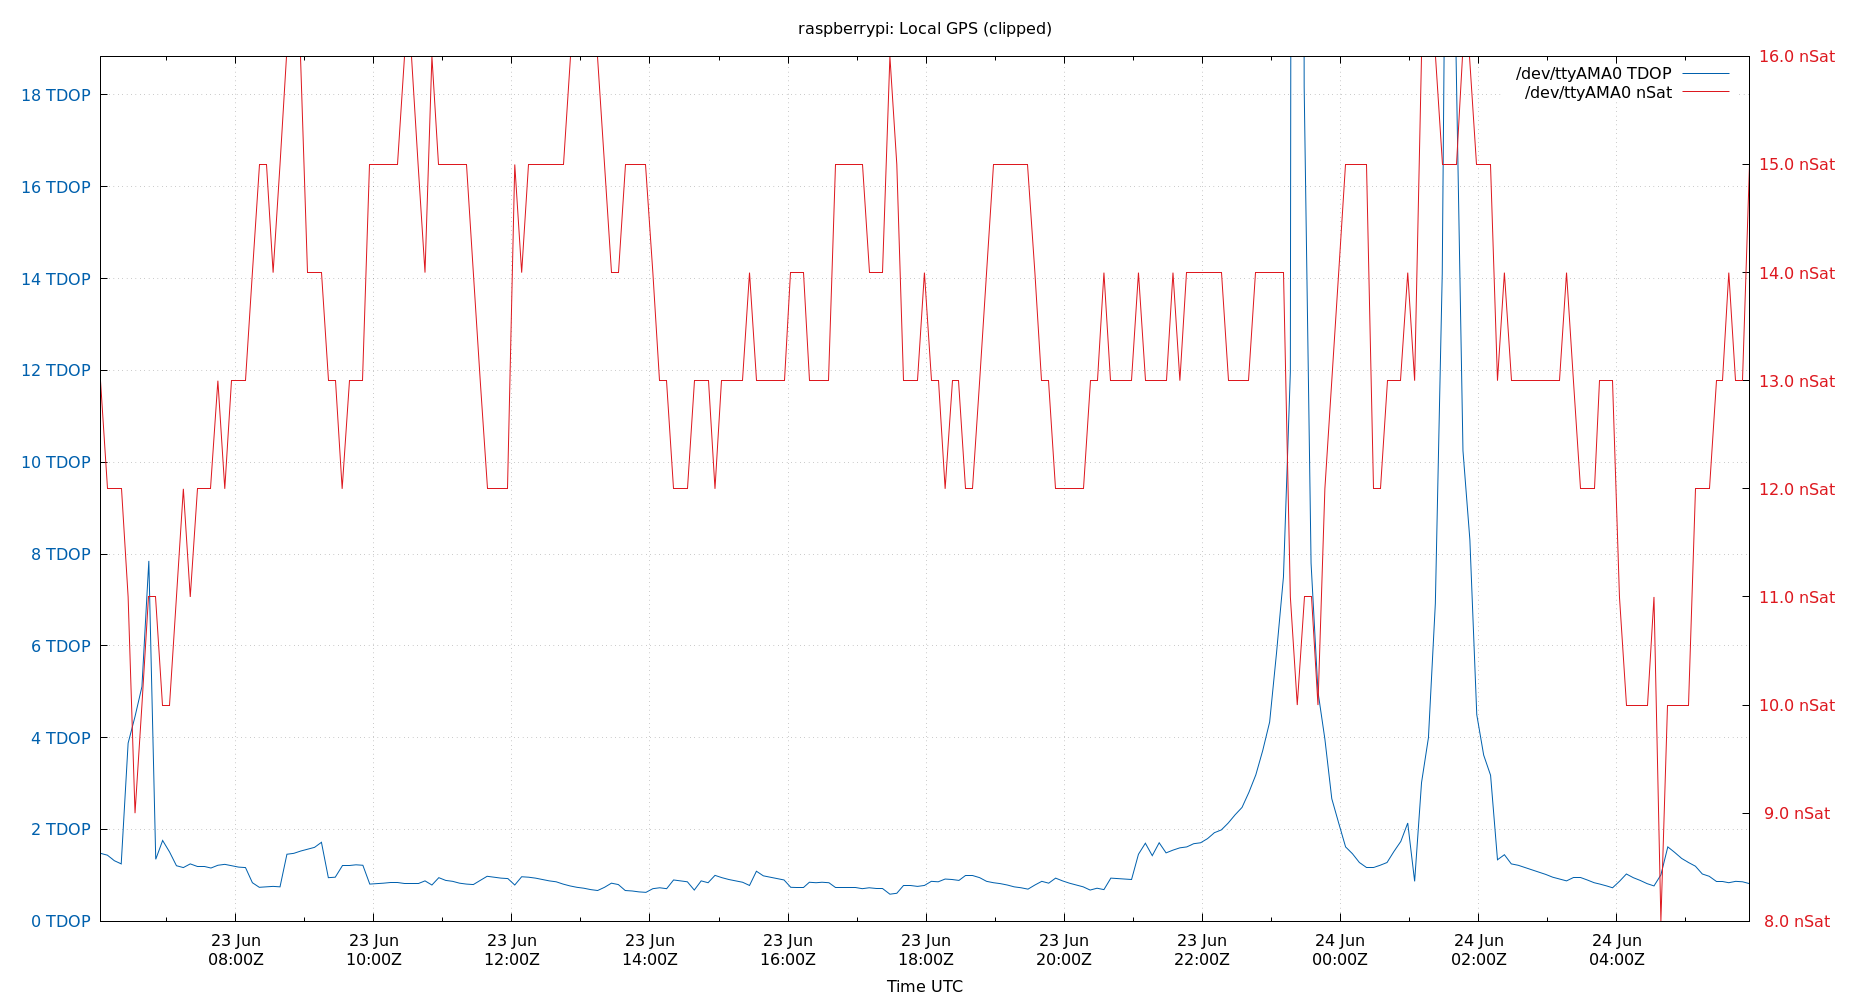 raspberrypi: Local GPS (clipped)
/dev/ttyAMA0 TDOP
/dev/ttyAMA0 nSat
18 TDOP
16 TDOP
14 TDOP
12 TDOP
10 TDOP
8 TDOP
6 TDOP
4 TDOP
2 TDOP
0 TDOP
16.0 nSat
15.0 nSat
14.0 nSat
13.0 nSat
12.0 nSat
11.0 nSat
10.0 nSat
9.0 nSat
8.0 nSat
23 Jun
08:00Z
23 Jun
10:00Z
23 Jun
12:00Z
23 Jun
14:00Z
23 Jun
16:00Z
23 Jun
18:00Z
23 Jun
20:00Z
23 Jun
22:00Z
24 Jun
00:00Z
24 Jun
02:00Z
24 Jun
04:00Z
Time UTC